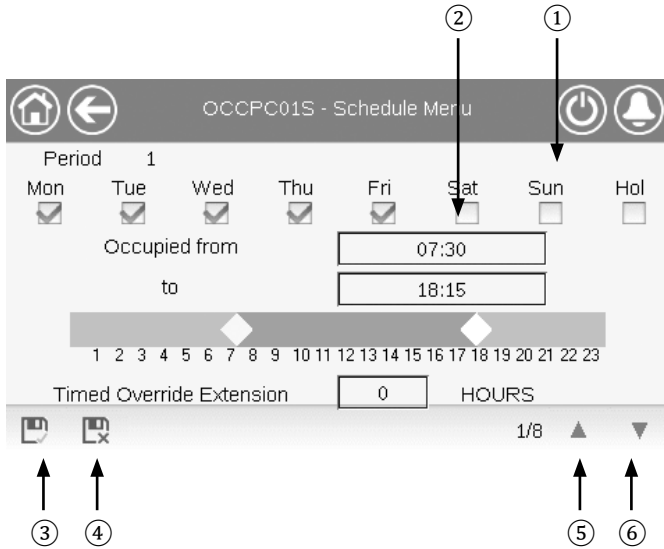 ② ①
OCCPC01S - Schedule Menu
Period 1
Mon Tue Wed Thu Fri Sat Sun Hol
Occupied from 07:30
to 18:15
1 2 3 4 5 6 7 8 9 10 11 12 13 14 15 16 17 18 19 20 21 22 23
Timed Override Extension 0 HOURS
1/8
③ ④ ⑤ ⑥